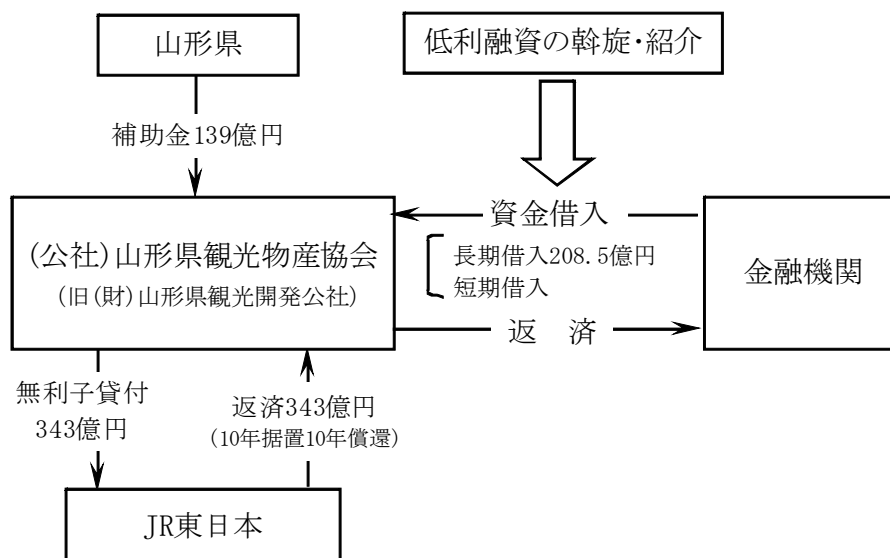 山形県
低利融資の斡旋・紹介
補助金139億円
(公社)山形県観光物産協会
(旧(財)山形県観光開発公社)
資金借入
長期借入208.5億円
短期借入
返　済
金融機関
無利子貸付
343億円
返済343億円
(10年据置10年償還)
JR東日本